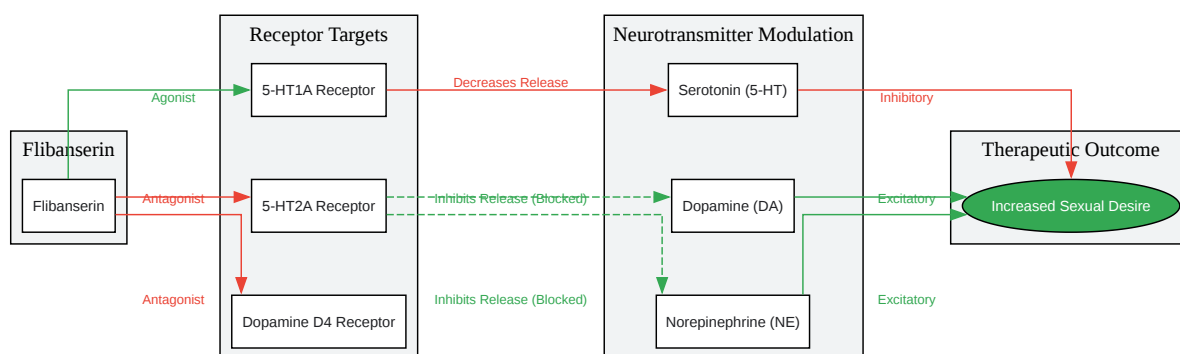 Receptor Targets
Neurotransmitter Modulation
5-HT1A Receptor
Decreases Release
Serotonin (5-HT)
Agonist
Inhibitory
Flibanserin
Therapeutic Outcome
Flibanserin
Antagonist
5-HT2A Receptor
Inhibits Release (Blocked)
Dopamine (DA)
Excitatory
Increased Sexual Desire
Antagonist
Inhibits Release (Blocked)
Excitatory
Dopamine D4 Receptor
Norepinephrine (NE)